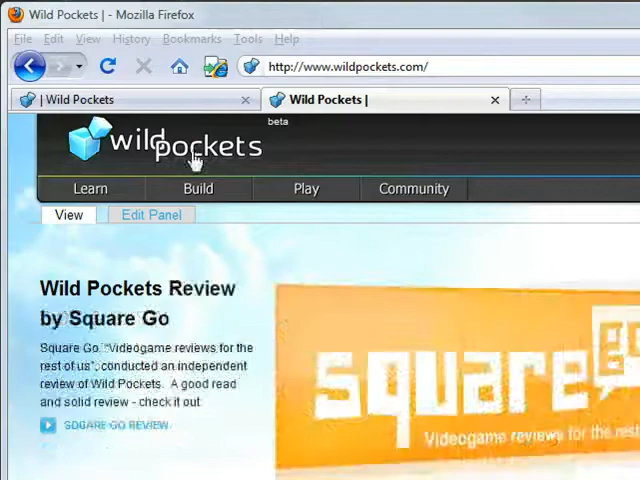 Wild Pockets | - Mozilla Firefox
File Edit View History Bookmarks Tools Help
http://www.wildpockets.com/
| Wild Pockets
Wild Pockets |
beta
wild pockets
Learn Build Play Community
View Edit Panel
Wild Pockets Review
by Square Go
Square Go. "Videogame reviews for the
rest of us", conducted an independent
review of Wild Pockets. A good read
and solid review - check it out
SQUARE GO REVIEW
square
go
Videogame reviews for the rest